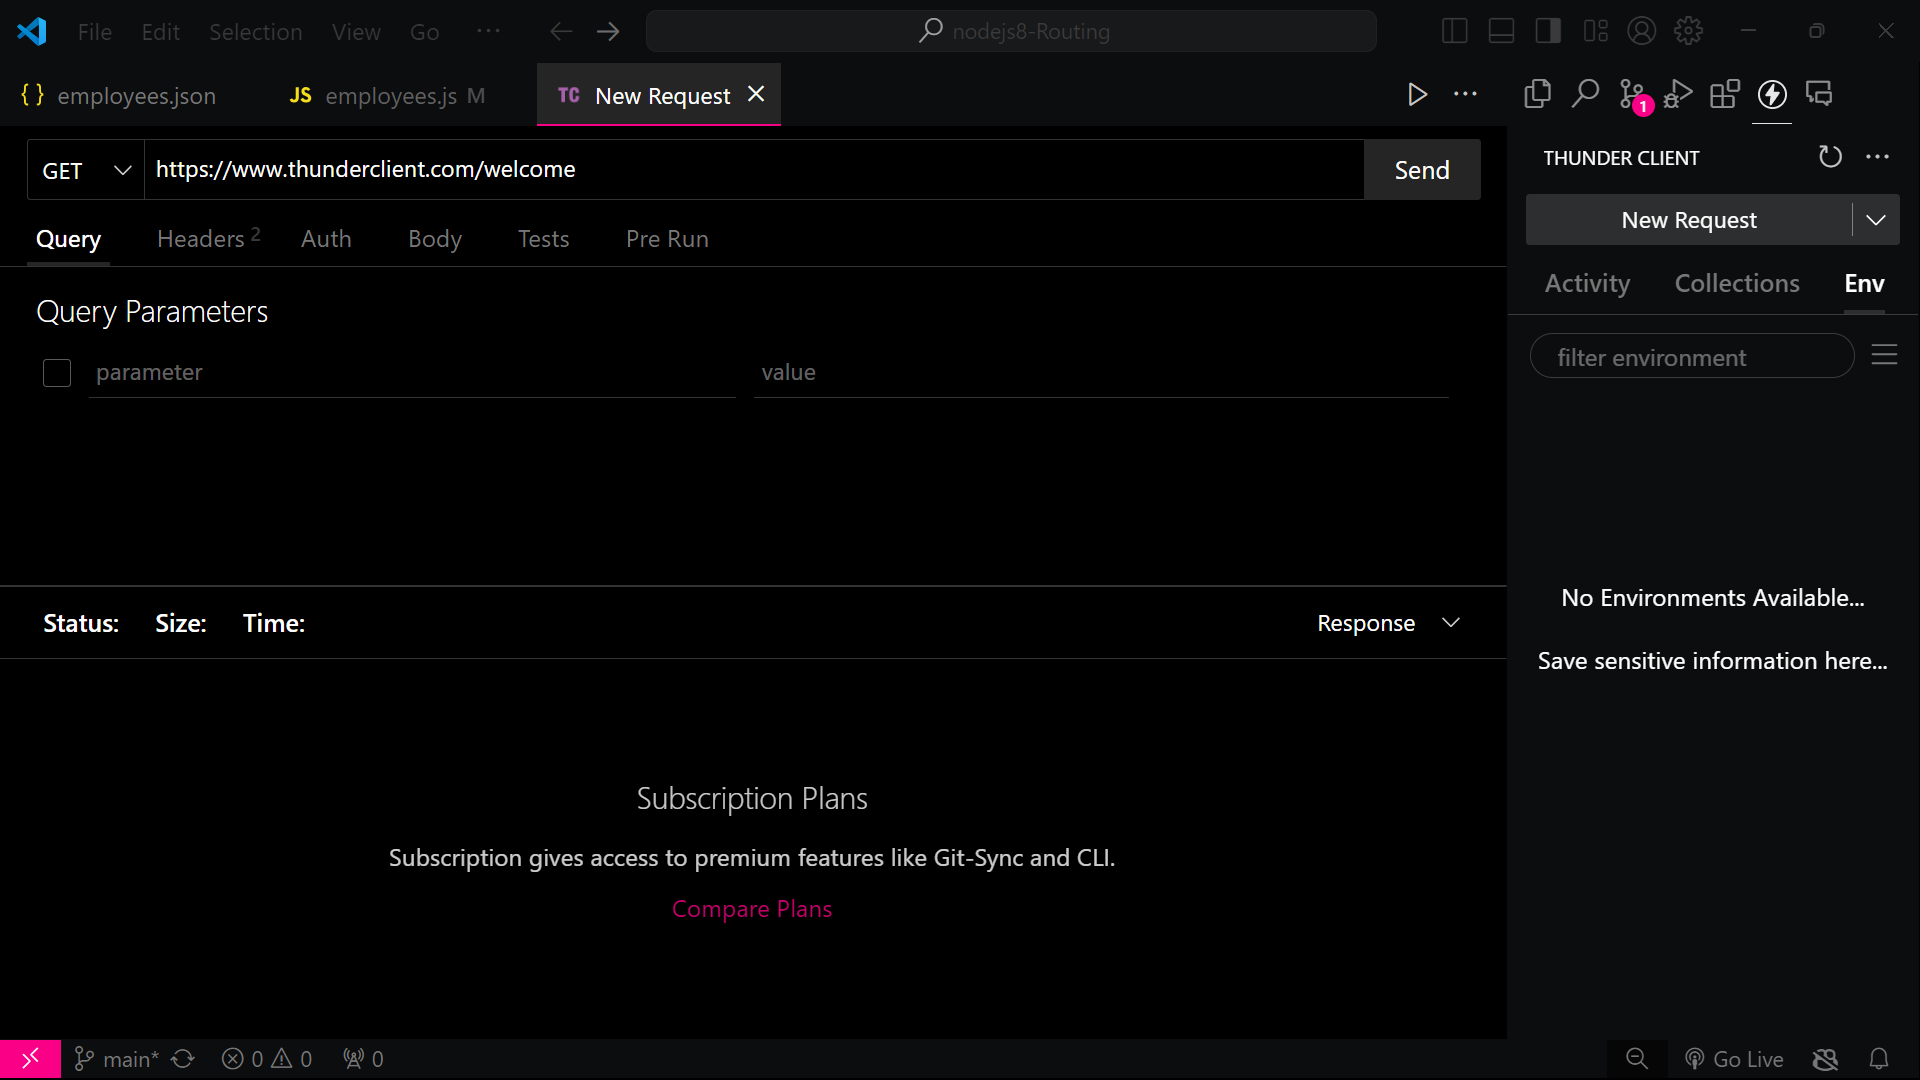 File Edit Selection View Go ···
nodejs8-Routing
{ } employees.json
JS employees.js M
TC New Request
1
GET
https://www.thunderclient.com/welcome
Send
Query Headers 2 Auth Body Tests Pre Run
Query Parameters
parameter value
Status: Size: Time:
Response
Subscription Plans
Subscription gives access to premium features like Git-Sync and CLI.
Compare Plans
THUNDER CLIENT
New Request
Activity Collections Env
filter environment
No Environments Available...
Save sensitive information here...
main* 0 0 0
Go Live